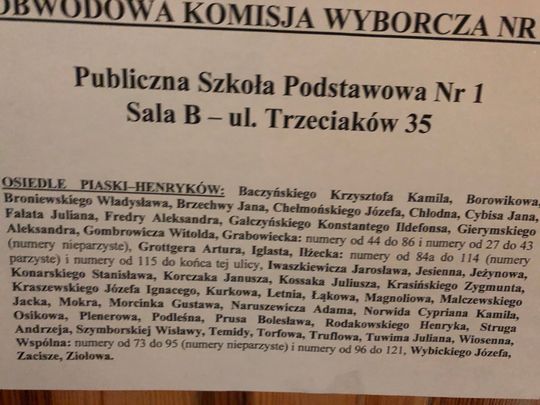 OBWODOWA KOMISJA WYBORCZA NR
Publiczna Szkoła Podstawowa Nr 1
Sala B – ul. Trzeciaków 35
OSIEDLE PIASKI–HENRYKÓW: Baczyńskiego Krzysztofa Kamila, Borowikowa,
Broniewskiego Władysława, Brzechwy Jana, Chełmońskiego Józefa, Chłodna, Cybisa Jana,
Fałata Juliana, Fredry Aleksandra, Gałczyńskiego Konstantego Ildefonsa, Gierymskiego
Aleksandra, Gombrowicza Witolda, Grabowiecka: numery od 44 do 86 i numery od 27 do 43
(numery nieparzyste), Grottgera Artura, Iglasta, Iłżecka: numery od 84a do 114 (numery
parzyste) i numery od 115 do końca tej ulicy, Iwaszkiewicza Jarosława, Jesienna, Jeżynowa,
Konarskiego Stanisława, Korczaka Janusza, Kossaka Juliusza, Krasińskiego Zygmunta,
Kraszewskiego Józefa Ignacego, Kurkowa, Letnia, Łąkowa, Magnoliowa, Malczewskiego
Jacka, Mokra, Morcinka Gustawa, Naruszewicza Adama, Norwida Cypriana Kamila,
Osikowa, Plenerowa, Podleśna, Prusa Bolesława, Rodakowskiego Henryka, Struga
Andrzeja, Szymborskiej Wisławy, Temidy, Torfowa, Truflowa, Tuwima Juliana, Wiosenna,
Wspólna: numery od 73 do 95 (numery nieparzyste) i numery od 96 do 121, Wybickiego Józefa,
Zacisze, Ziołowa.